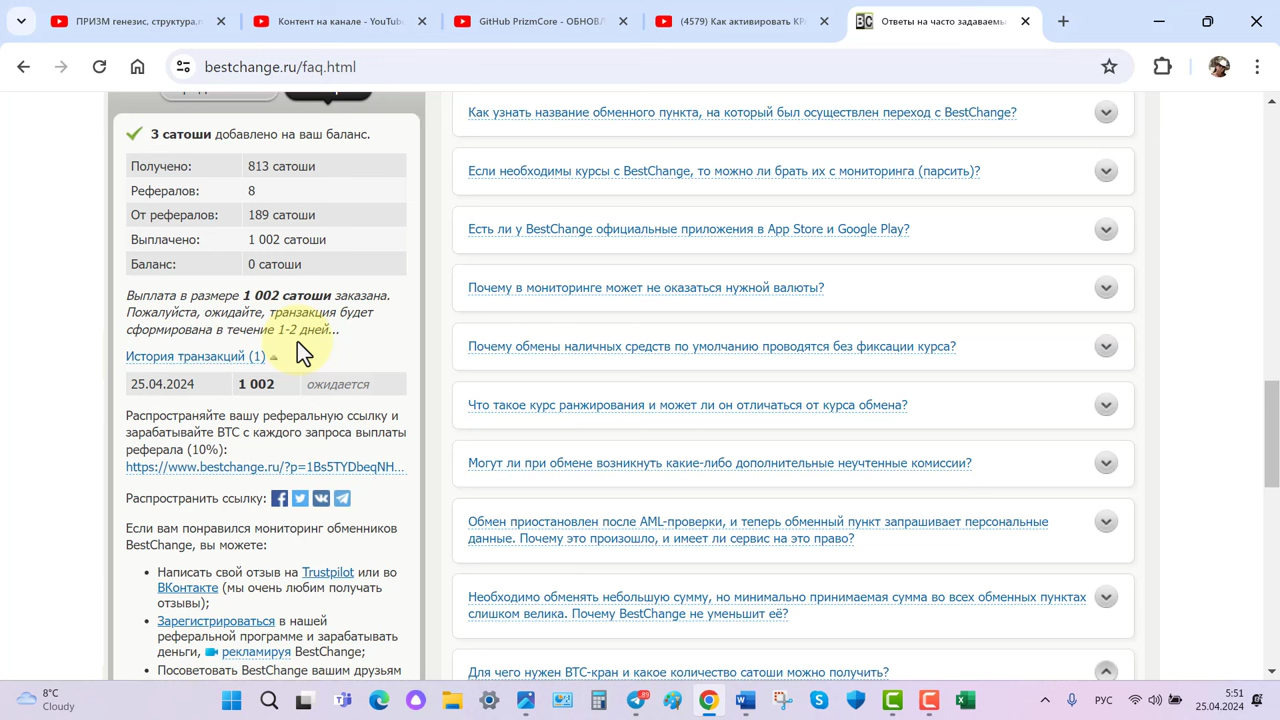 ПРИЗМ генезис, структура.п
Контент на канале - YouTube
GitHub PrizmCore - ОБНОВЛ
(4579) Как активировать КР
BC
Ответы на часто задаваемы
bestchange.ru/faq.html
3 сатоши добавлено на ваш баланс.
Получено: 813 сатоши
Рефералов: 8
От рефералов: 189 сатоши
Выплачено: 1 002 сатоши
Баланс: 0 сатоши
Выплата в размере 1 002 сатоши заказана.
Пожалуйста, ожидайте, транзакция будет
сформирована в течение 1-2 дней...
История транзакций (1)
25.04.2024 1 002 ожидается
Распространяйте вашу реферальную ссылку и
зарабатывайте BTC с каждого запроса выплаты
реферала (10%):
https://www.bestchange.ru/?p=1Bs5TYDbeqNH...
Распространить ссылку:
Если вам понравился мониторинг обменников
BestChange, вы можете:
• Написать свой отзыв на Trustpilot или во
ВКонтакте (мы очень любим получать
отзывы);
• Зарегистрироваться в нашей
реферальной программе и зарабатывать
деньги, рекламируя BestChange;
• Посоветовать BestChange вашим друзьям
Как узнать название обменного пункта, на который был осуществлен переход с BestChange?
Если необходимы курсы с BestChange, то можно ли брать их с мониторинга (парсить)?
Есть ли у BestChange официальные приложения в App Store и Google Play?
Почему в мониторинге может не оказаться нужной валюты?
Почему обмены наличных средств по умолчанию проводятся без фиксации курса?
Что такое курс ранжирования и может ли он отличаться от курса обмена?
Могут ли при обмене возникнуть какие-либо дополнительные неучтенные комиссии?
Обмен приостановлен после AML-проверки, и теперь обменный пункт запрашивает персональные
данные. Почему это произошло, и имеет ли сервис на это право?
Необходимо обменять небольшую сумму, но минимально принимаемая сумма во всех обменных пунктах
слишком велика. Почему BestChange не уменьшит её?
Для чего нужен BTC-кран и какое количество сатоши можно получить?
8°C
Cloudy
89
РУС
5:51
25.04.2024